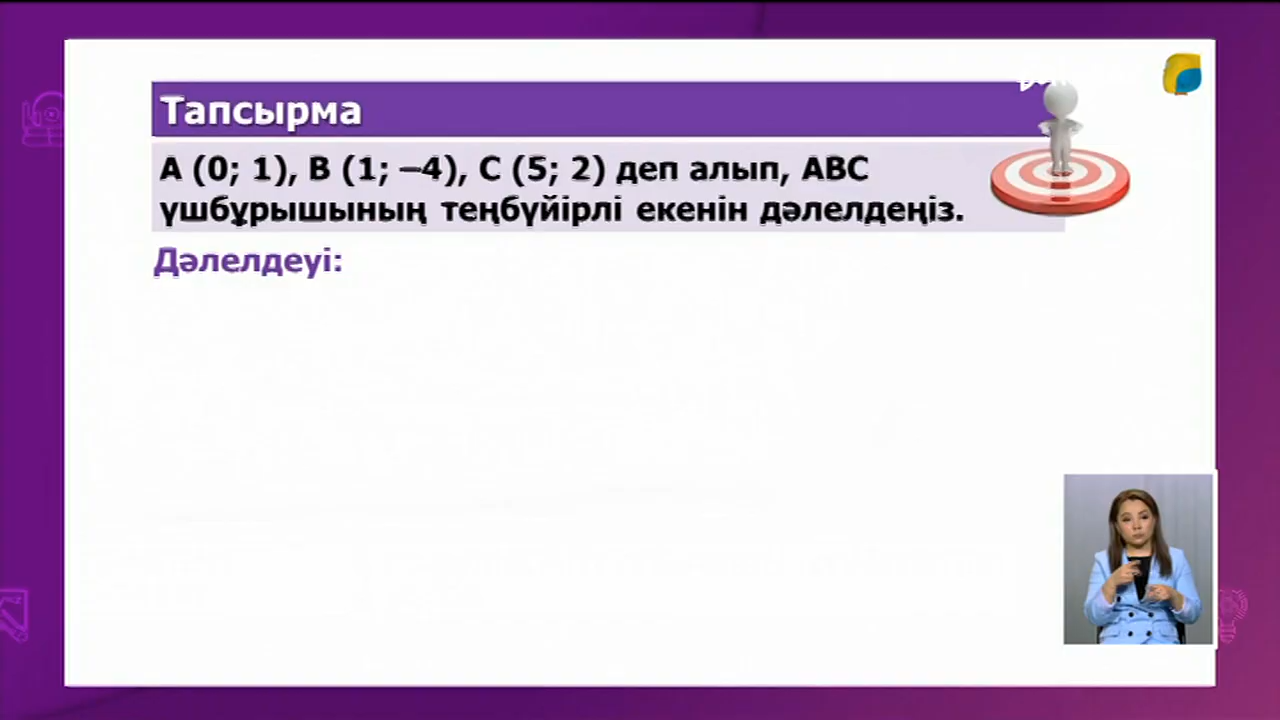 Тапсырма
А (0; 1), В (1; –4), С (5; 2) деп алып, АВС
үшбұрышының теңбүйірлі екенін дәлелдеңіз.
Дәлелдеуі: